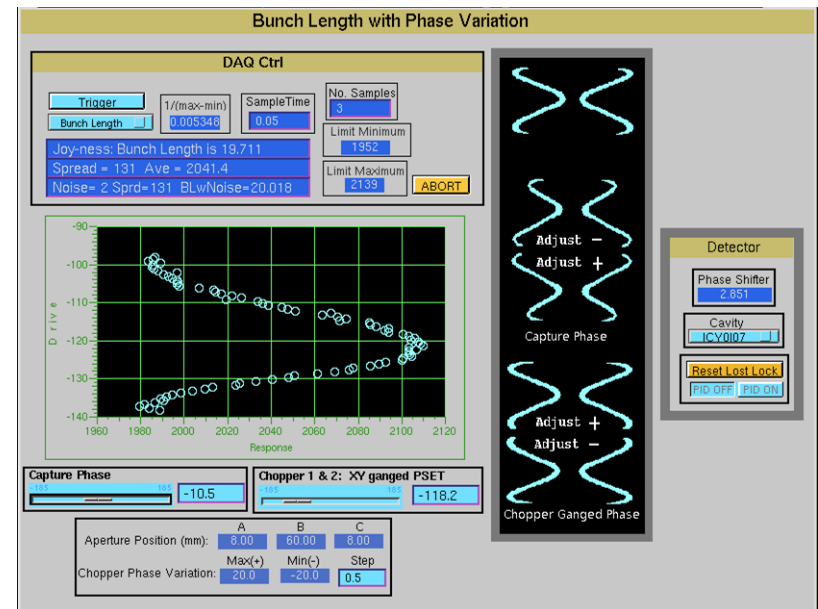 Bunch Length with Phase Variation
DAQ Ctrl
Trigger
Bunch Length
1/(max-min)
0.005348
SampleTime
0.05
No. Samples
3
Limit Minimum
1952
Limit Maximum
2139
ABORT
Joy-ness: Bunch Length is 19.711
Spread = 131 Ave = 2041.4
Noise= 2 Sprd=131 BLwNoise=20.018
-90
-100
-110
-120
-130
-140
Drive
1960 1980 2000 2020 2040 2060 2080 2100 2120
Response
Adjust -
Adjust +
Capture Phase
Adjust +
Adjust -
Chopper Ganged Phase
Detector
Phase Shifter
2.851
Cavity
ICY0I07
Reset Lost Lock
PID OFF PID ON
Capture Phase
-185 185
-10.5
Chopper 1 & 2: XY ganged PSET
-185 185
-118.2
A B C
Aperture Position (mm): 8.00 60.00 8.00
Max(+) Min(-) Step
Chopper Phase Variation: 20.0 -20.0 0.5